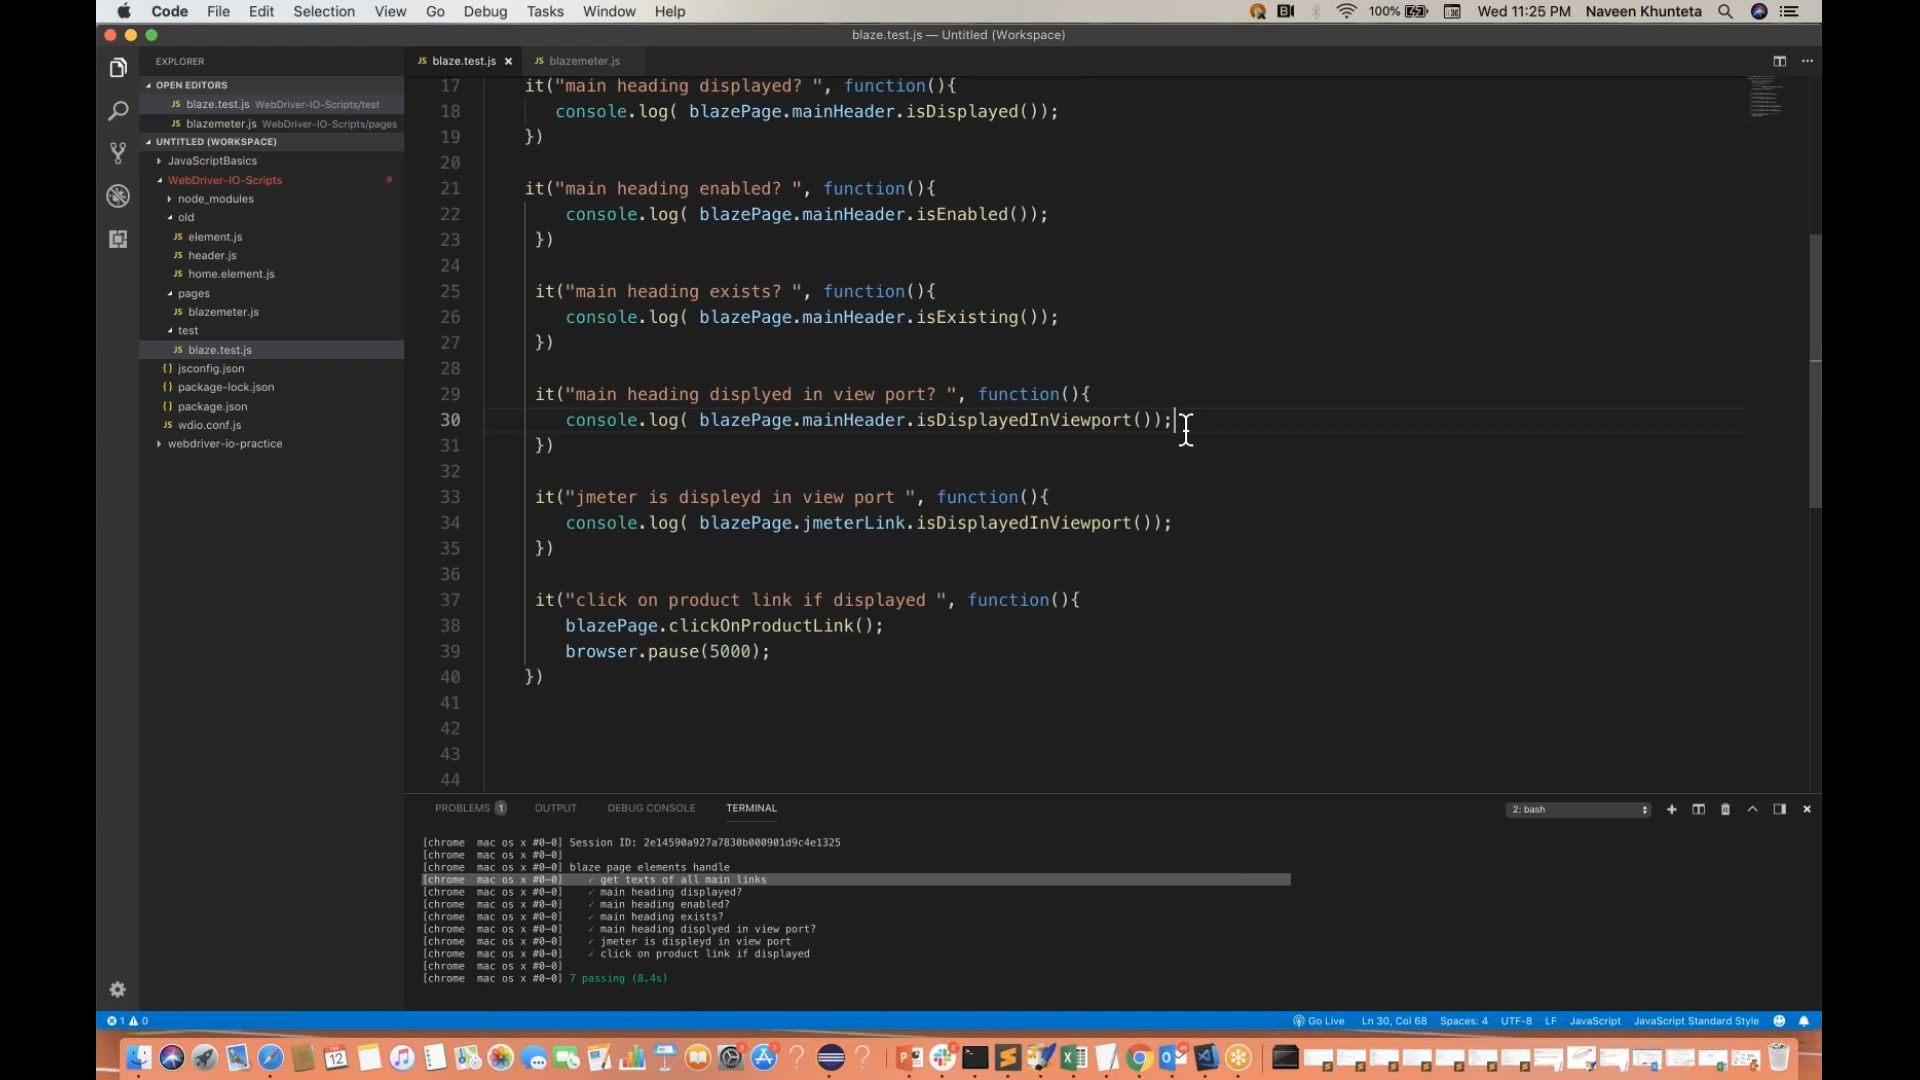 Code File Edit Selection View Go Debug Tasks Window Help
100% Wed 11:25 PM Naveen Khunteta
blaze.test.js — Untitled (Workspace)
EXPLORER
OPEN EDITORS
JS blaze.test.js WebDriver-IO-Scripts/test
JS blazemeter.js WebDriver-IO-Scripts/pages
UNTITLED (WORKSPACE)
JavaScriptBasics
WebDriver-IO-Scripts
node_modules
old
JS element.js
JS header.js
JS home.element.js
pages
JS blazemeter.js
test
JS blaze.test.js
{} jsconfig.json
{} package-lock.json
{} package.json
JS wdio.conf.js
webdriver-io-practice
JS blaze.test.js × JS blazemeter.js
17 it("main heading displayed? ", function(){
18 console.log( blazePage.mainHeader.isDisplayed());
19 })
20
21 it("main heading enabled? ", function(){
22 console.log( blazePage.mainHeader.isEnabled());
23 })
24
25 it("main heading exists? ", function(){
26 console.log( blazePage.mainHeader.isExisting());
27 })
28
29 it("main heading displyed in view port? ", function(){
30 console.log( blazePage.mainHeader.isDisplayedInViewport());
31 })
32
33 it("jmeter is displeyd in view port ", function(){
34 console.log( blazePage.jmeterLink.isDisplayedInViewport());
35 })
36
37 it("click on product link if displayed ", function(){
38 blazePage.clickOnProductLink();
39 browser.pause(5000);
40 })
41
42
43
44
PROBLEMS 1 OUTPUT DEBUG CONSOLE TERMINAL 2: bash
[chrome mac os x #0-0] Session ID: 2e14590a927a7830b000901d9c4e1325
[chrome mac os x #0-0]
[chrome mac os x #0-0] blaze page elements handle
[chrome mac os x #0-0] ✓ get texts of all main links
[chrome mac os x #0-0] ✓ main heading displayed?
[chrome mac os x #0-0] ✓ main heading enabled?
[chrome mac os x #0-0] ✓ main heading exists?
[chrome mac os x #0-0] ✓ main heading displyed in view port?
[chrome mac os x #0-0] ✓ jmeter is displeyd in view port
[chrome mac os x #0-0] ✓ click on product link if displayed
[chrome mac os x #0-0]
[chrome mac os x #0-0] 7 passing (8.4s)
1 0 Go Live Ln 30, Col 68 Spaces: 4 UTF-8 LF JavaScript JavaScript Standard Style